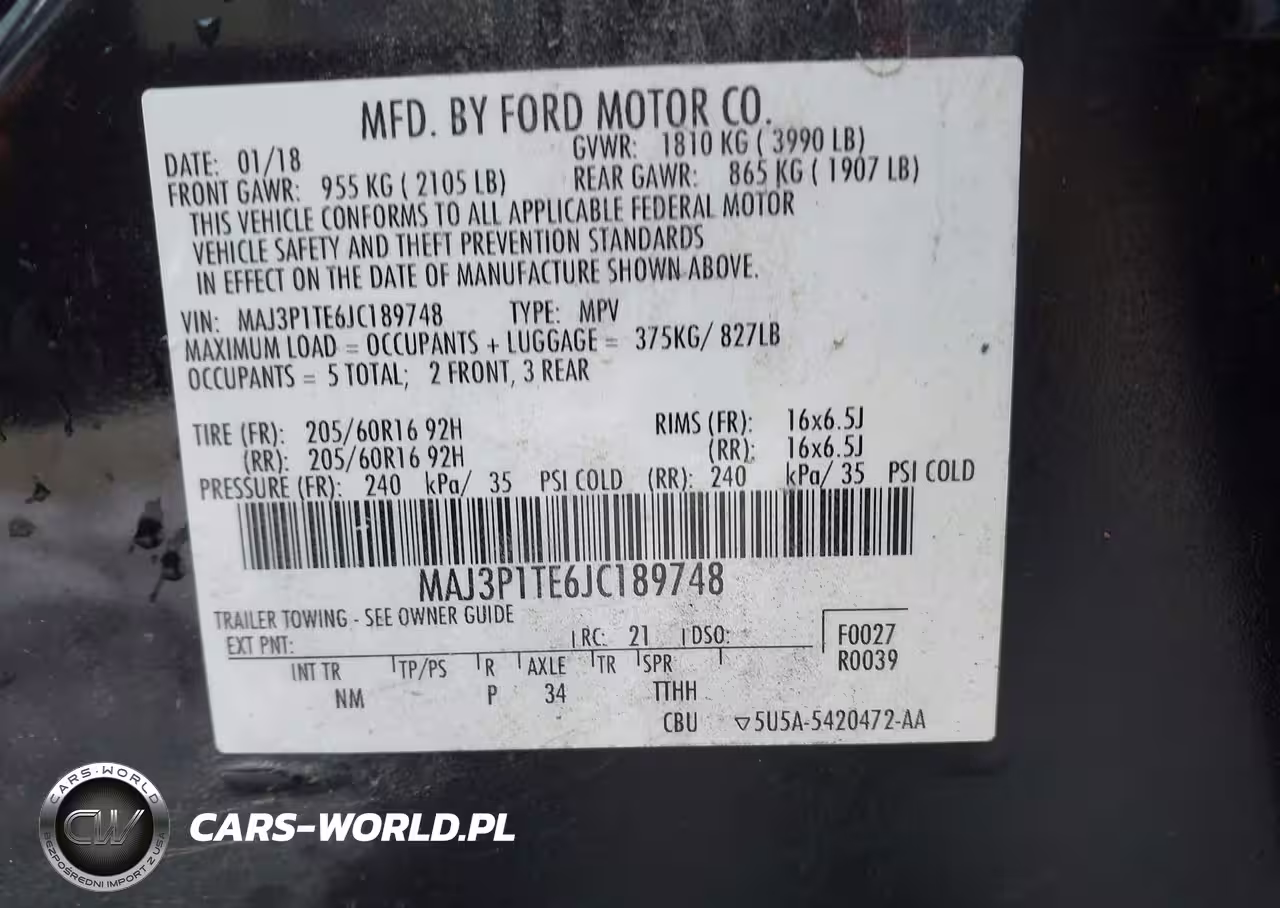 MFD. BY FORD MOTOR CO.
DATE: 01/18 GVWR: 1810 KG ( 3990 LB)
FRONT GAWR: 955 KG ( 2105 LB) REAR GAWR: 865 KG ( 1907 LB)
THIS VEHICLE CONFORMS TO ALL APPLICABLE FEDERAL MOTOR
VEHICLE SAFETY AND THEFT PREVENTION STANDARDS
IN EFFECT ON THE DATE OF MANUFACTURE SHOWN ABOVE.
VIN: MAJ3P1TE6JC189748 TYPE: MPV
MAXIMUM LOAD = OCCUPANTS + LUGGAGE = 375KG/ 827LB
OCCUPANTS = 5 TOTAL; 2 FRONT, 3 REAR
TIRE (FR): 205/60R16 92H RIMS (FR): 16x6.5J
(RR): 205/60R16 92H (RR): 16x6.5J
PRESSURE (FR): 240 kPa/ 35 PSI COLD (RR): 240 kPa/ 35 PSI COLD
MAJ3P1TE6JC189748
TRAILER TOWING - SEE OWNER GUIDE
EXT PNT: RC: 21 DSO: F0027
R0039
INT TR TP/PS R AXLE TR SPR
NM P 34 TTHH
CBU ▽5U5A-5420472-AA
CARS-WORLD
CW
BEZPOŚREDNI IMPORT Z USA
CARS-WORLD.PL